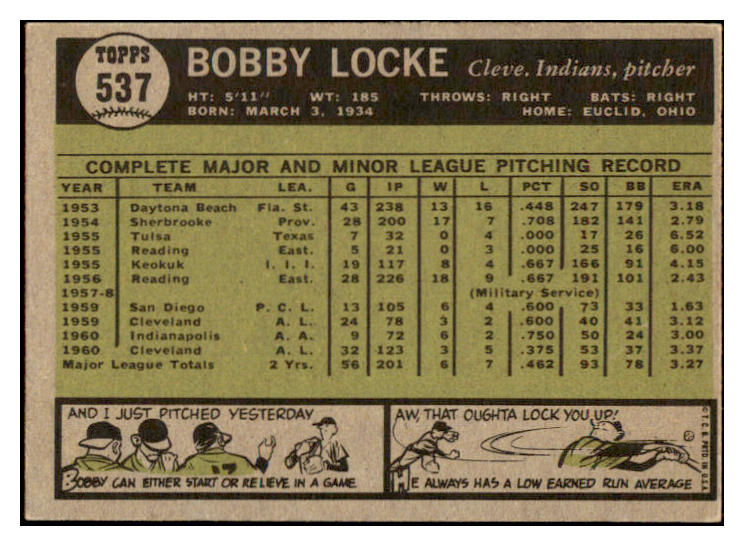 TOPPS
537
BOBBY LOCKE Cleve. Indians, pitcher
HT: 5'11" WT: 185 THROWS: RIGHT BATS: RIGHT
BORN: MARCH 3, 1934 HOME: EUCLID, OHIO
COMPLETE MAJOR AND MINOR LEAGUE PITCHING RECORD
YEAR TEAM LEA. G IP W L PCT SO BB ERA
1953 Daytona Beach Fla. St. 43 238 13 16 .448 247 179 3.18
1954 Sherbrooke Prov. 28 200 17 7 .708 182 141 2.79
1955 Tulsa Texas 7 32 0 4 .000 17 26 6.52
1955 Reading East. 5 21 0 3 .000 25 16 6.00
1955 Keokuk I. I. I. 19 117 8 4 .667 166 91 4.15
1956 Reading East. 28 226 18 9 .667 191 101 2.43
1957-8 (Military Service)
1959 San Diego P. C. L. 13 105 6 4 .600 73 33 1.63
1959 Cleveland A. L. 24 78 3 2 .600 40 41 3.12
1960 Indianapolis A. A. 9 72 6 2 .750 50 24 3.00
1960 Cleveland A. L. 32 123 3 5 .375 53 37 3.37
Major League Totals 2 Yrs. 56 201 6 7 .462 93 78 3.27
AND I JUST PITCHED YESTERDAY
BOBBY CAN EITHER START OR RELIEVE IN A GAME
AW, THAT OUGHTA LOCK YOU UP!
HE ALWAYS HAS A LOW EARNED RUN AVERAGE
© T.C.G. PRTD. IN U.S.A.